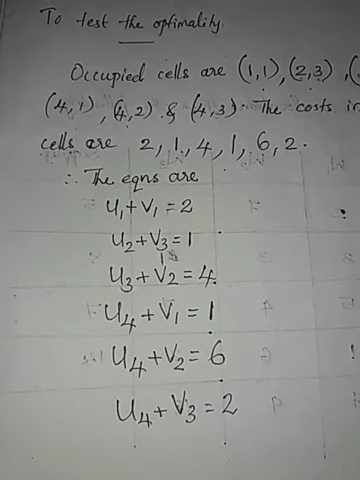 To test the optimality.
Occupied cells are (1,1), (2,3), (
(4,1), (4,2) & (4,3). The costs in
cells are 2, 1, 4, 1, 6, 2.
∴ The eqns are
U₁+V₁=2
U₂+V₃=1
U₃+V₂=4
U₄+V₁=1
U₄+V₂=6
U₄+V₃=2